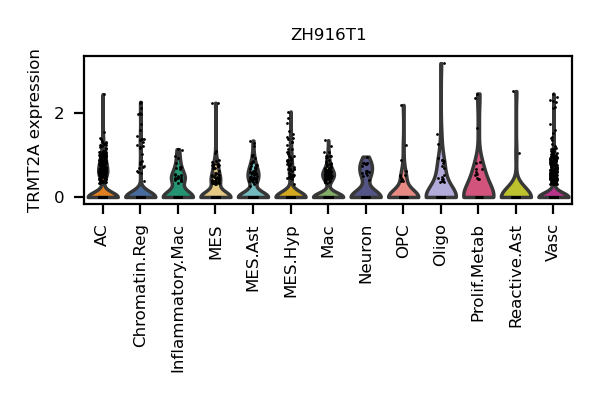 ZH916T1
TRMT2A expression
2
0
AC
Chromatin.Reg
Inflammatory.Mac
MES
MES.Ast
MES.Hyp
Mac
Neuron
OPC
Oligo
Prolif.Metab
Reactive.Ast
Vasc